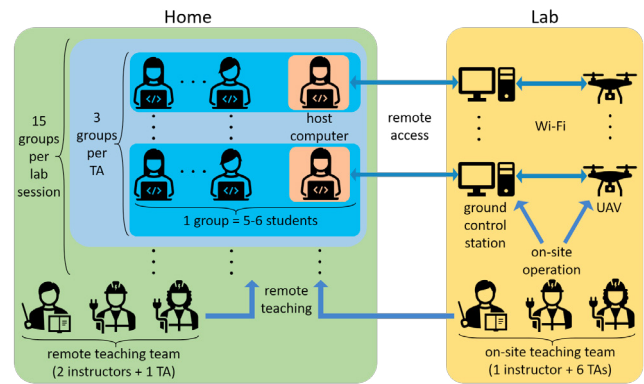 Home
Lab
15
groups
per
lab
session
3
groups
per
TA
host
computer
remote
access
Wi-Fi
1 group = 5-6 students
ground
control
station
UAV
on-site
operation
remote
teaching
remote teaching team
(2 instructors + 1 TA)
on-site teaching team
(1 instructor + 6 TAs)